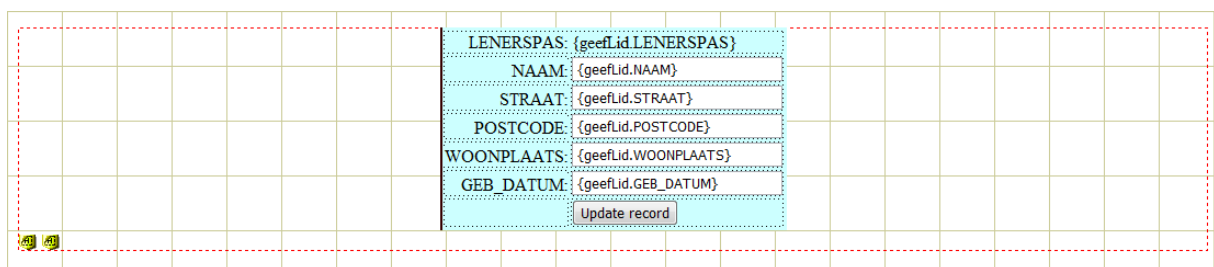 LENERSPAS: {geefLid.LENERSPAS}
NAAM: {geefLid.NAAM}
STRAAT: {geefLid.STRAAT}
POSTCODE: {geefLid.POSTCODE}
WOONPLAATS: {geefLid.WOONPLAATS}
GEB_DATUM: {geefLid.GEB_DATUM}
Update record